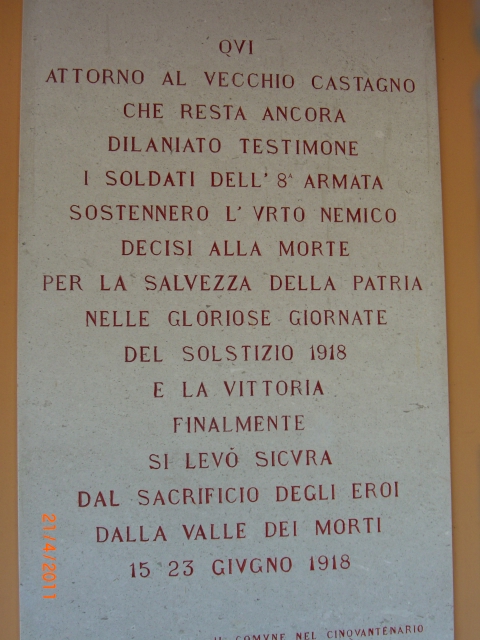 QVI
ATTORNO AL VECCHIO CASTAGNO
CHE RESTA ANCORA
DILANIATO TESTIMONE
I SOLDATI DELL' 8ᴬ ARMATA
SOSTENNERO L' VRTO NEMICO
DECISI ALLA MORTE
PER LA SALVEZZA DELLA PATRIA
NELLE GLORIOSE GIORNATE
DEL SOLSTIZIO 1918
E LA VITTORIA
FINALMENTE
SI LEVÒ SICVRA
DAL SACRIFICIO DEGLI EROI
DALLA VALLE DEI MORTI
15 23 GIVGNO 1918
IL COMVNE NEL CINQVANTENARIO
21/4/2011